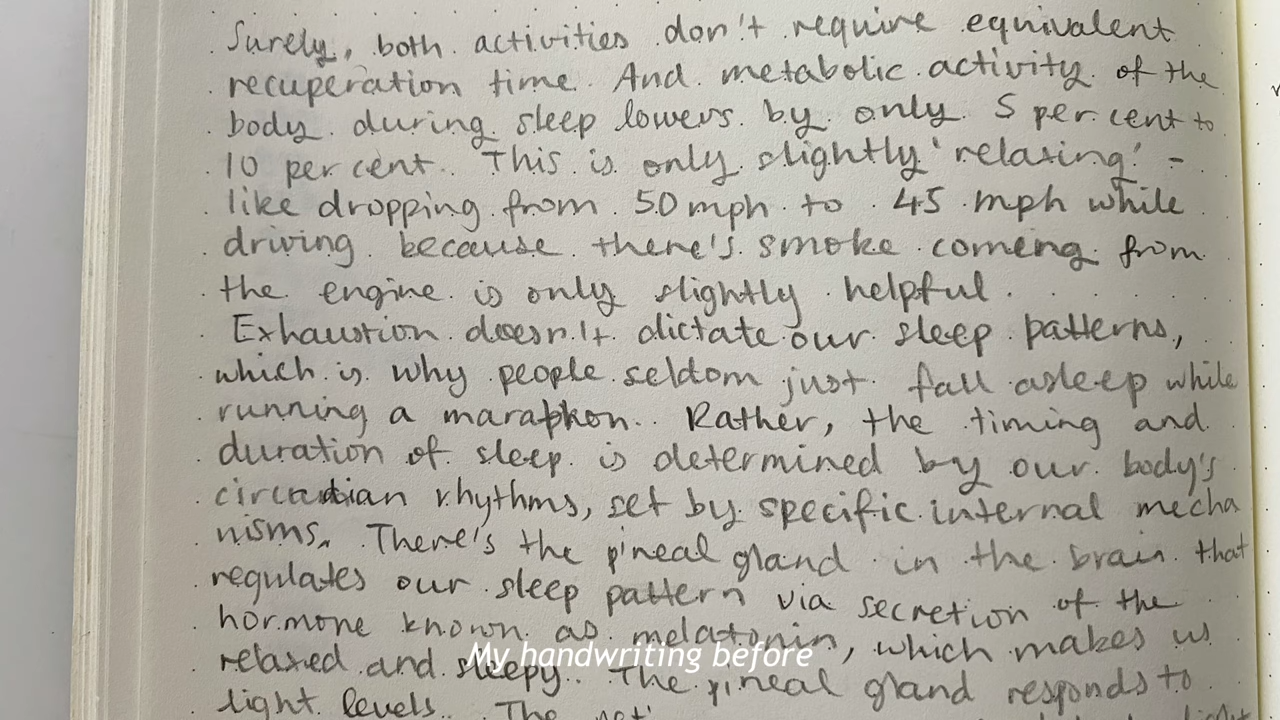 Surely, both activities don't require equivalent
recuperation time. And metabolic activity of the
body during sleep lowers by only 5 per cent to
10 per cent. This is only slightly 'relaxing' -
like dropping from 50 mph to 45 mph while
driving because there's smoke coming from
the engine is only slightly helpful.
Exhaustion doesn't dictate our sleep patterns,
which is why people seldom just fall asleep while
running a marathon. Rather, the timing and
duration of sleep is determined by our body's
circadian rhythms, set by specific internal mecha
nisms. There's the pineal gland in the brain that
regulates our sleep pattern via secretion of the
hormone known as melatonin, which makes us
relaxed and sleepy. The pineal gland responds to
My handwriting before
light levels. The